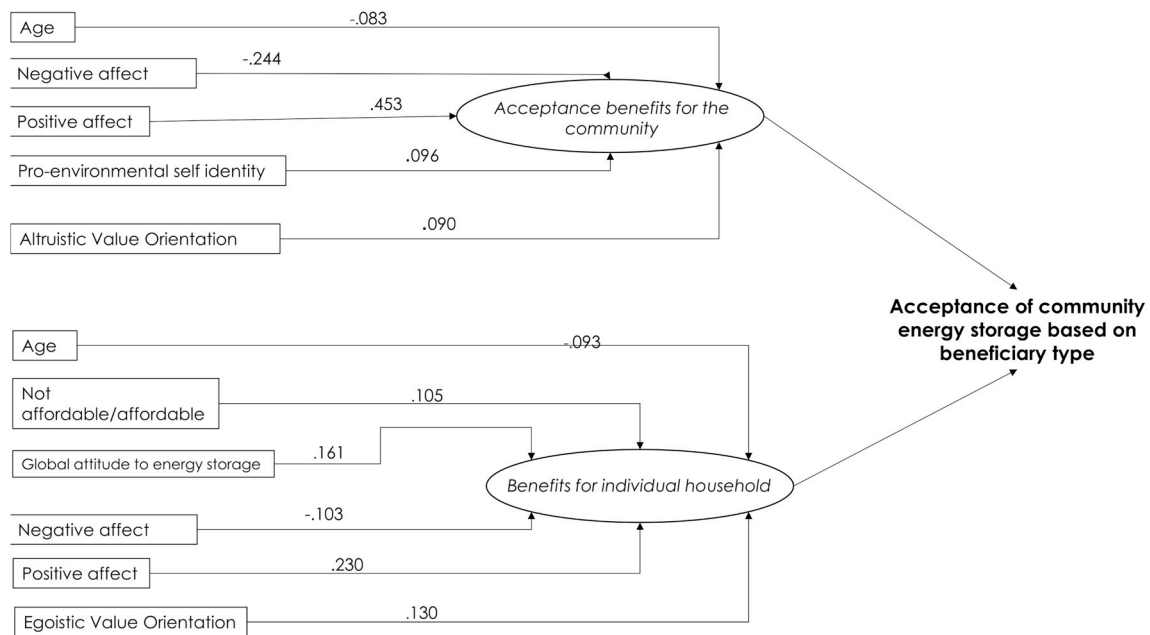 Age
-.083
Negative affect
-.244
Positive affect
.453
Acceptance benefits for the
community
Pro-environmental self identity
.096
Altruistic Value Orientation
.090
Acceptance of community
energy storage based on
beneficiary type
Age
-.093
Not
affordable/affordable
.105
Global attitude to energy storage
.161
Benefits for individual household
Negative affect
-.103
Positive affect
.230
Egoistic Value Orientation
.130